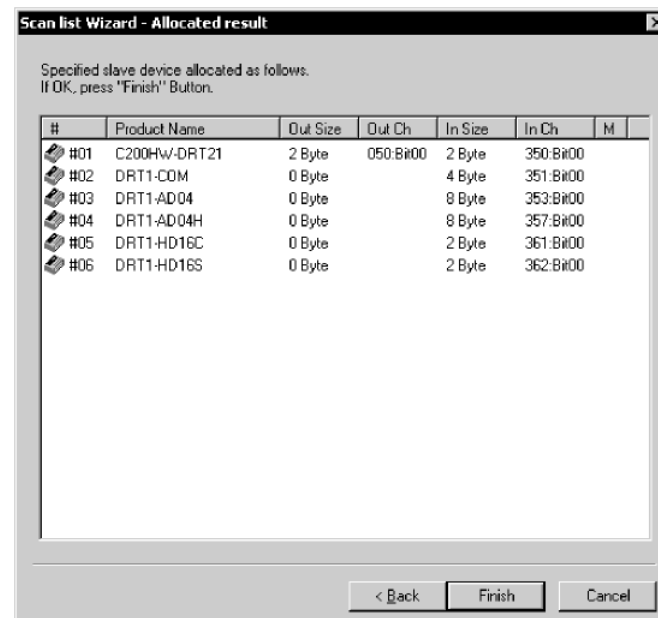 Scan list Wizard - Allocated result
Specified slave device allocated as follows.
If OK, press "Finish" Button.
# Product Name Out Size Out Ch In Size In Ch M
#01 C200HW-DRT21 2 Byte 050:Bit00 2 Byte 350:Bit00
#02 DRT1-COM 0 Byte 4 Byte 351:Bit00
#03 DRT1-AD04 0 Byte 8 Byte 353:Bit00
#04 DRT1-AD04H 0 Byte 8 Byte 357:Bit00
#05 DRT1-HD16C 0 Byte 2 Byte 361:Bit00
#06 DRT1-HD16S 0 Byte 2 Byte 362:Bit00
< Back Finish Cancel